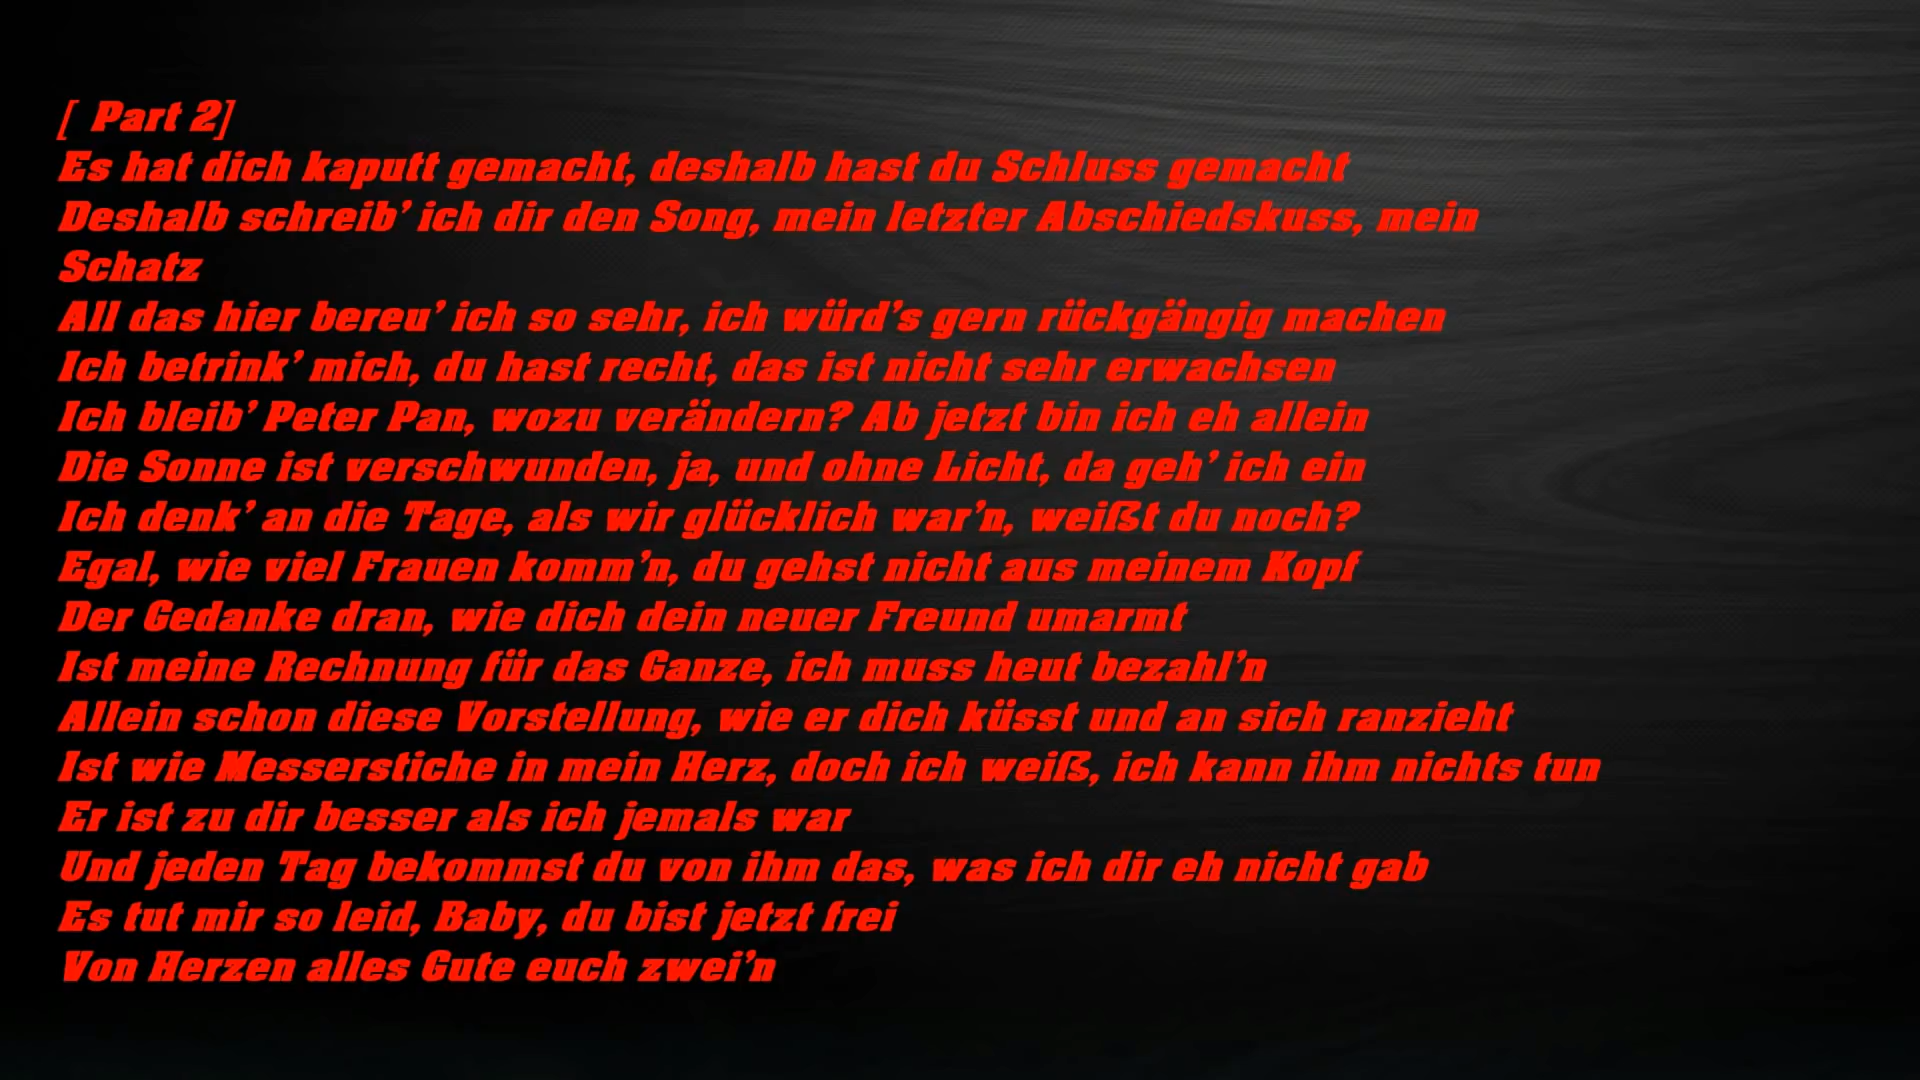 [ Part 2]
Es hat dich kaputt gemacht, deshalb hast du Schluss gemacht
Deshalb schreib' ich dir den Song, mein letzter Abschiedskuss, mein
Schatz
All das hier bereu' ich so sehr, ich würd's gern rückgängig machen
Ich betrink' mich, du hast recht, das ist nicht sehr erwachsen
Ich bleib' Peter Pan, wozu verändern? Ab jetzt bin ich eh allein
Die Sonne ist verschwunden, ja, und ohne Licht, da geh' ich ein
Ich denk' an die Tage, als wir glücklich war'n, weißt du noch?
Egal, wie viel Frauen komm'n, du gehst nicht aus meinem Kopf
Der Gedanke dran, wie dich dein neuer Freund umarmt
Ist meine Rechnung für das Ganze, ich muss heut bezahl'n
Allein schon diese Vorstellung, wie er dich küsst und an sich ranzieht
Ist wie Messerstiche in mein Herz, doch ich weiß, ich kann ihm nichts tun
Er ist zu dir besser als ich jemals war
Und jeden Tag bekommst du von ihm das, was ich dir eh nicht gab
Es tut mir so leid, Baby, du bist jetzt frei
Von Herzen alles Gute euch zwei'n